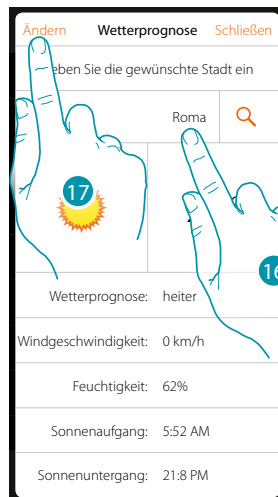 Ändern Wetterprognose Schließen
eben Sie die gewünschte Stadt ein
Roma
17
16
Wetterprognose: heiter
Windgeschwindigkeit: 0 km/h
Feuchtigkeit: 62%
Sonnenaufgang: 5:52 AM
Sonnenuntergang: 21:8 PM